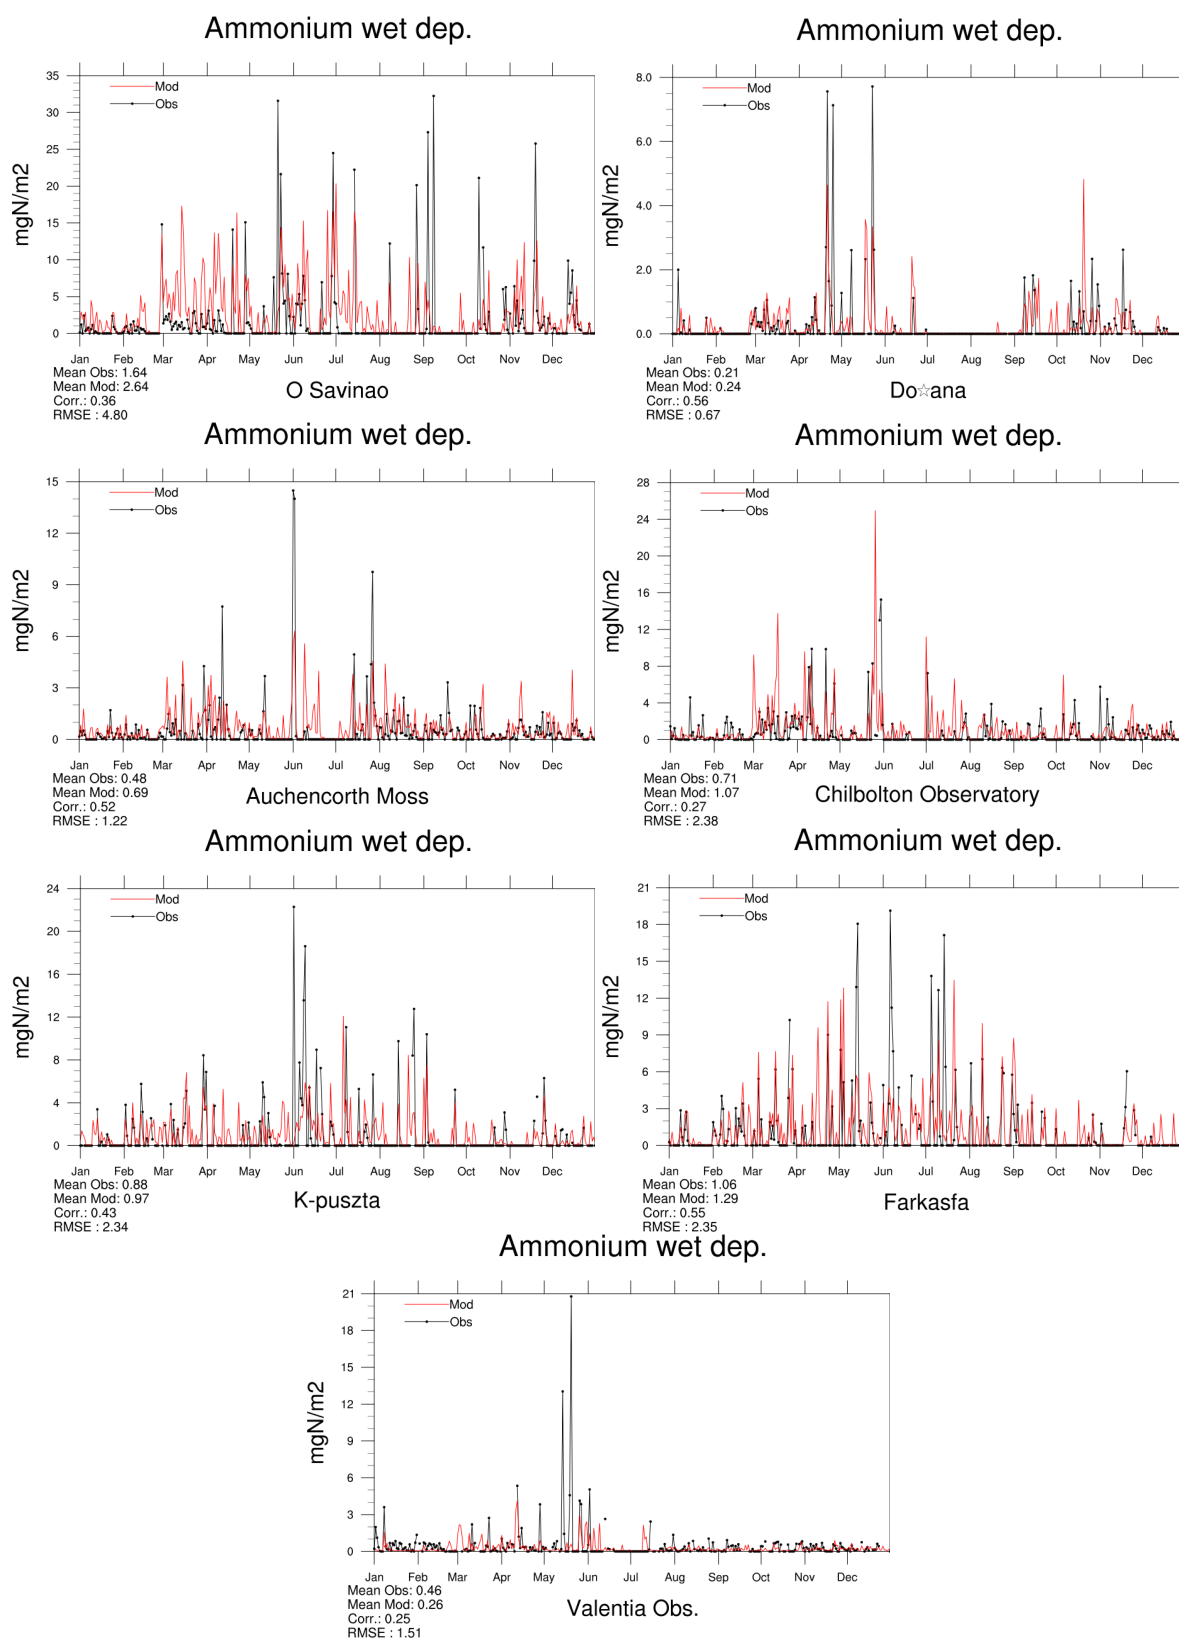 Ammonium wet dep.
mgN/m2
35
30
25
20
15
10
5
0
Mod
Obs
Jan Feb Mar Apr May Jun Jul Aug Sep Oct Nov Dec
Mean Obs: 1.64
Mean Mod: 2.64
Corr.: 0.36
RMSE : 4.80
O Savinao
Ammonium wet dep.
mgN/m2
8.0
6.0
4.0
2.0
0.0
Mod
Obs
Jan Feb Mar Apr May Jun Jul Aug Sep Oct Nov Dec
Mean Obs: 0.21
Mean Mod: 0.24
Corr.: 0.56
RMSE : 0.67
Do☆ana
Ammonium wet dep.
mgN/m2
15
12
9
6
3
0
Mod
Obs
Jan Feb Mar Apr May Jun Jul Aug Sep Oct Nov Dec
Mean Obs: 0.48
Mean Mod: 0.69
Corr.: 0.52
RMSE : 1.22
Auchencorth Moss
Ammonium wet dep.
mgN/m2
28
24
20
16
12
8
4
0
Mod
Obs
Jan Feb Mar Apr May Jun Jul Aug Sep Oct Nov Dec
Mean Obs: 0.71
Mean Mod: 1.07
Corr.: 0.27
RMSE : 2.38
Chilbolton Observatory
Ammonium wet dep.
mgN/m2
24
20
16
12
8
4
0
Mod
Obs
Jan Feb Mar Apr May Jun Jul Aug Sep Oct Nov Dec
Mean Obs: 0.88
Mean Mod: 0.97
Corr.: 0.43
RMSE : 2.34
K-puszta
Ammonium wet dep.
mgN/m2
21
18
15
12
9
6
3
0
Mod
Obs
Jan Feb Mar Apr May Jun Jul Aug Sep Oct Nov Dec
Mean Obs: 1.06
Mean Mod: 1.29
Corr.: 0.55
RMSE : 2.35
Farkasfa
Ammonium wet dep.
mgN/m2
21
18
15
12
9
6
3
0
Mod
Obs
Jan Feb Mar Apr May Jun Jul Aug Sep Oct Nov Dec
Mean Obs: 0.46
Mean Mod: 0.26
Corr.: 0.25
RMSE : 1.51
Valentia Obs.